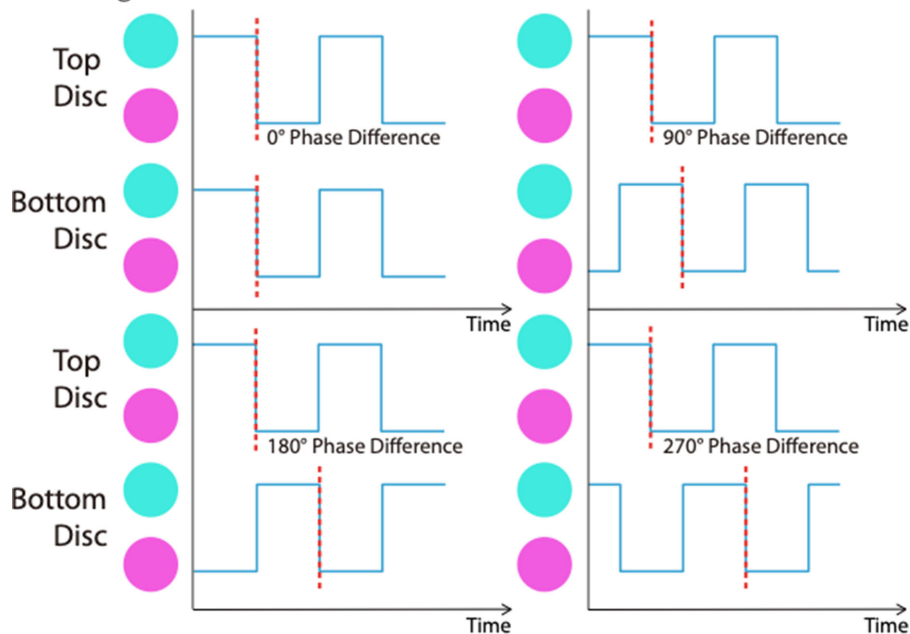 Top
Disc
0° Phase Difference
90° Phase Difference
Bottom
Disc
Time
Time
Top
Disc
180° Phase Difference
270° Phase Difference
Bottom
Disc
Time
Time